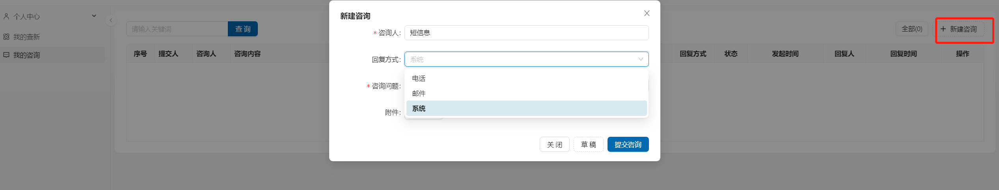 个人中心
我的查新
我的咨询
请输入关键词
查 询
全部(0)
+ 新建咨询
序号 提交人 咨询人 咨询内容 回复方式 状态 发起时间 回复人 回复时间 操作
新建咨询
* 咨询人： 短信息
回复方式： 系统
电话
邮件
系统
* 咨询问题：
附件：
关 闭 草 稿 提交咨询